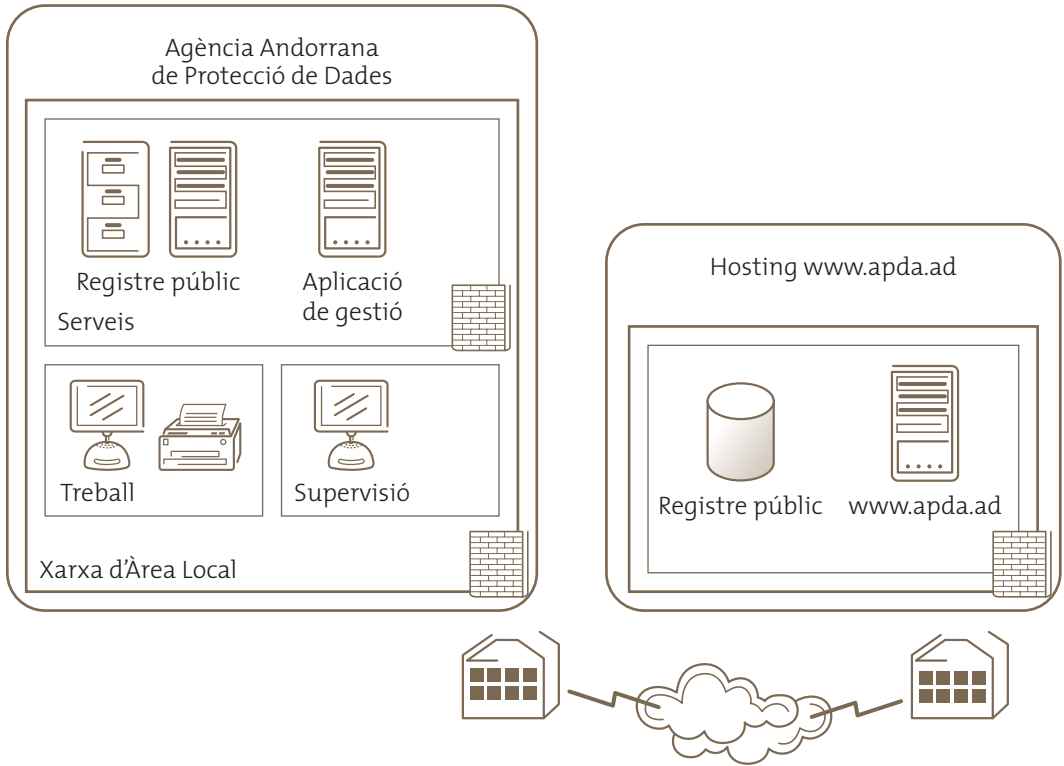 Agència Andorrana
de Protecció de Dades
Registre públic
Aplicació
de gestió
Serveis
Treball
Supervisió
Xarxa d'Àrea Local
Hosting www.apda.ad
Registre públic
www.apda.ad